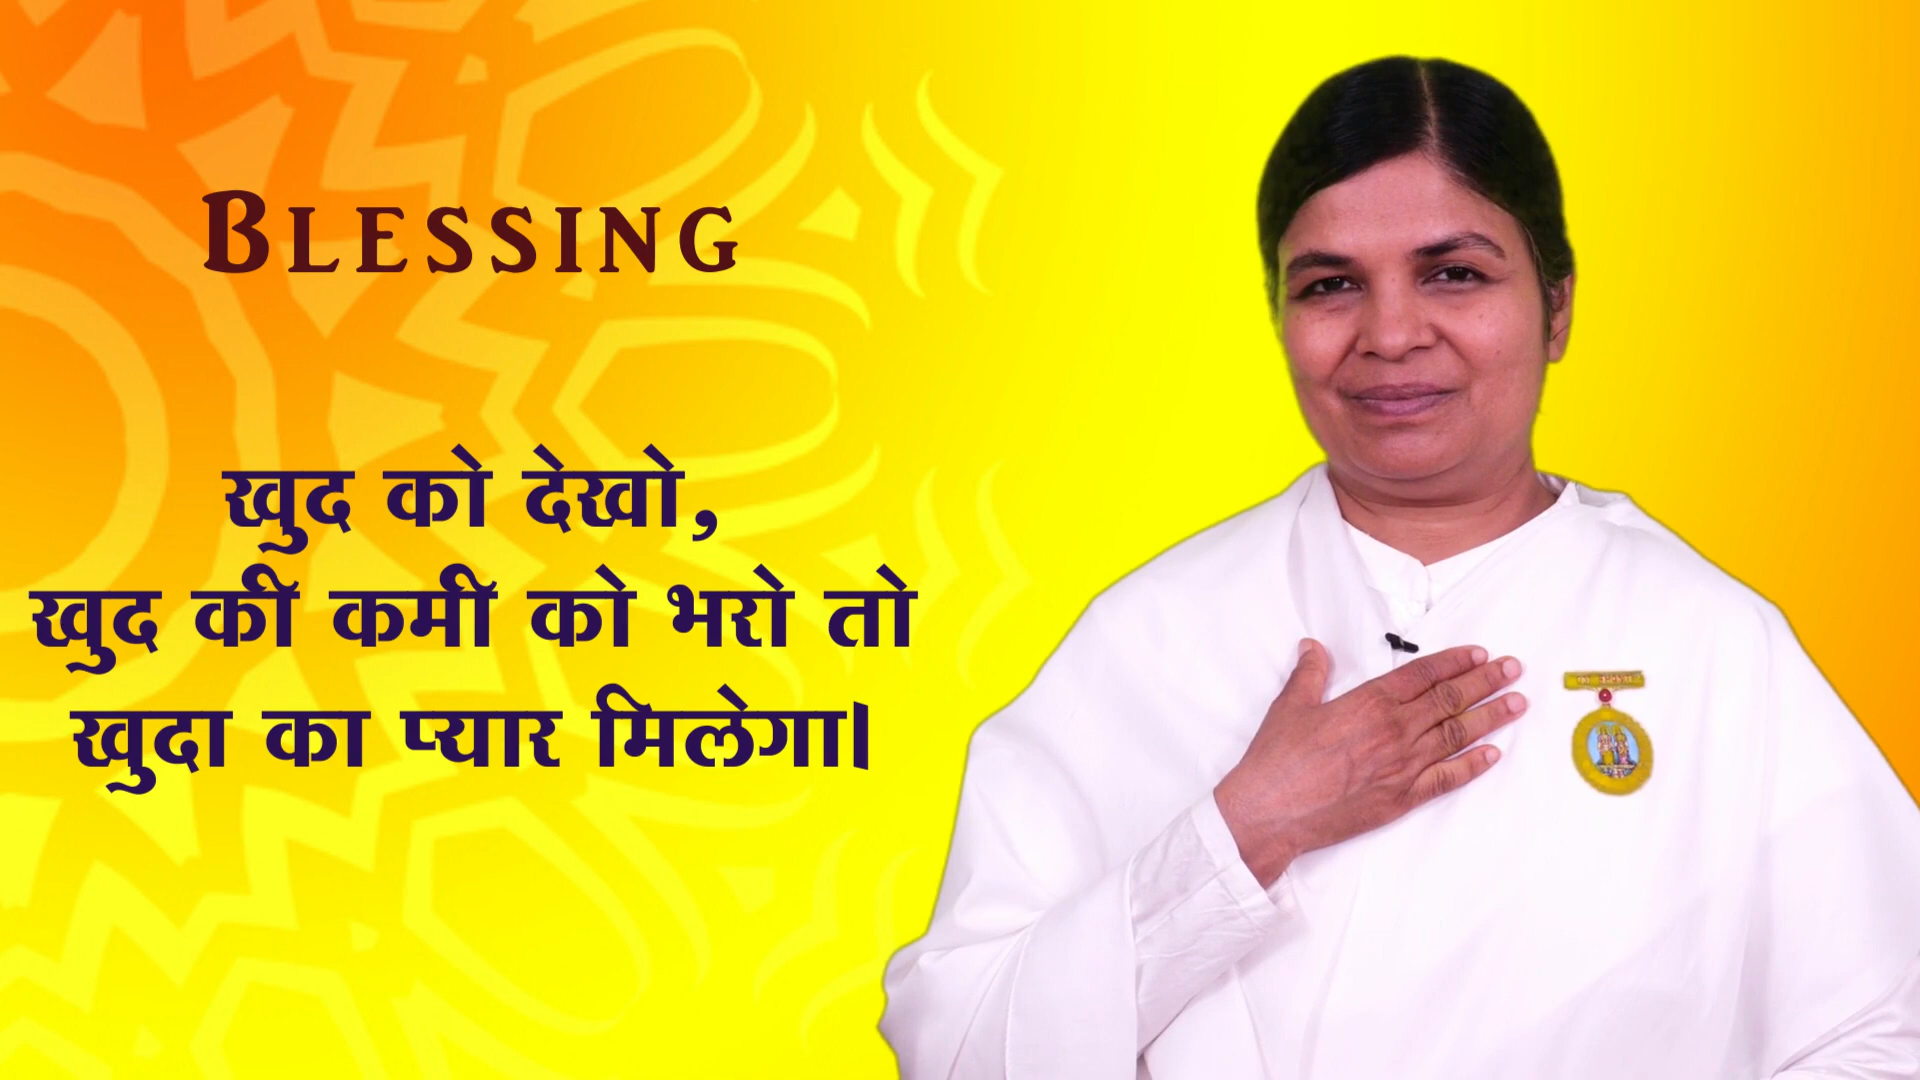 BLESSING
खुद को देखो,
खुद की कमी को भरो तो
खुदा का प्यार मिलेगा।